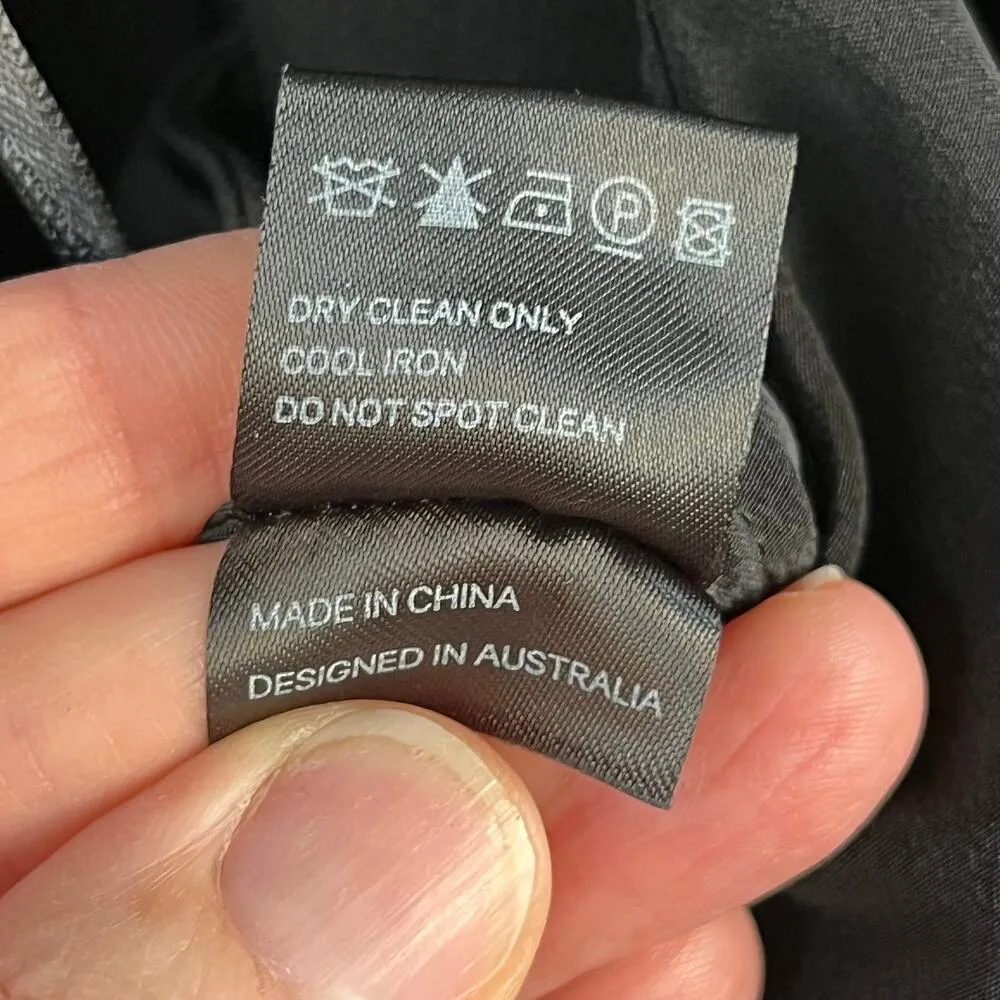 P
DRY CLEAN ONLY
COOL IRON
DO NOT SPOT CLEAN
MADE IN CHINA
DESIGNED IN AUSTRALIA